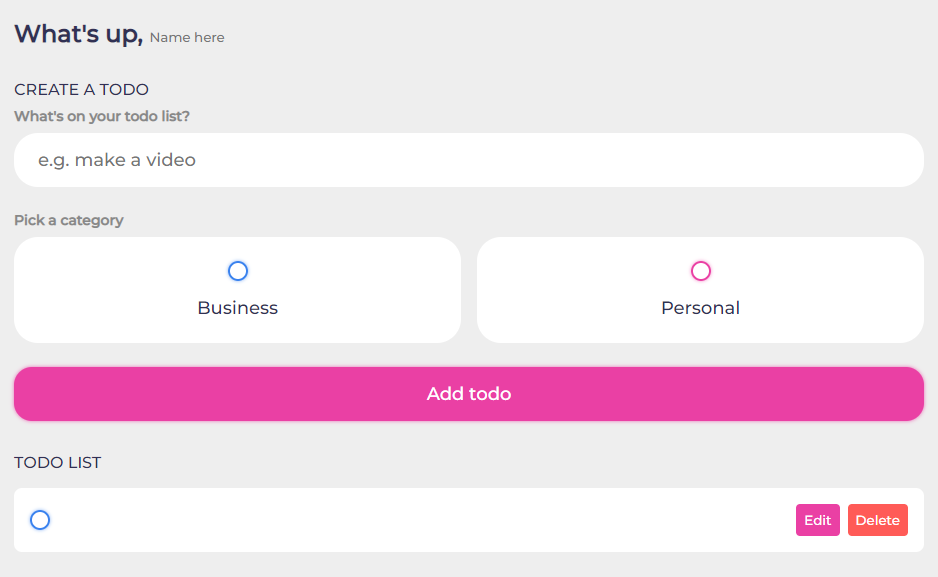 What's up, Name here
CREATE A TODO
What's on your todo list?
e.g. make a video
Pick a category
Business Personal
Add todo
TODO LIST
Edit Delete